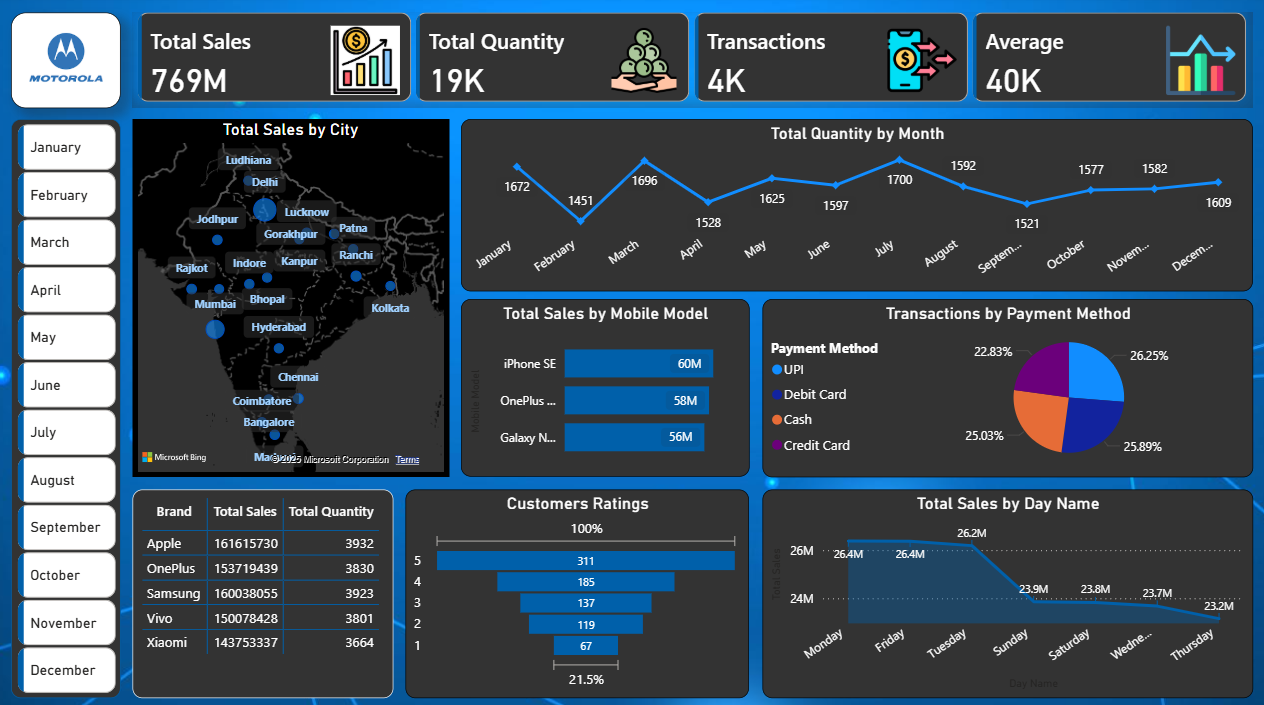 MOTOROLA
Total Sales
769M
Total Quantity
19K
Transactions
4K
Average
40K
January
February
March
April
May
June
July
August
September
October
November
December
Total Sales by City
Ludhiana
Delhi
Jodhpur
Lucknow
Gorakhpur
Patna
Rajkot
Indore
Kanpur
Ranchi
Mumbai
Bhopal
Kolkata
Hyderabad
Chennai
Coimbatore
Bangalore
Microsoft Bing
© 2025 Microsoft Corporation Terms
Total Quantity by Month
1672
1451
1696
1528
1625
1597
1700
1592
1521
1577
1582
1609
January
February
March
April
May
June
July
August
Septem...
October
Novem...
Decem...
Total Sales by Mobile Model
Mobile Model
iPhone SE 60M
OnePlus ... 58M
Galaxy N... 56M
Transactions by Payment Method
Payment Method
UPI
Debit Card
Cash
Credit Card
22.83%
26.25%
25.03%
25.89%
Brand Total Sales Total Quantity
Apple 161615730 3932
OnePlus 153719439 3830
Samsung 160038055 3923
Vivo 150078428 3801
Xiaomi 143753337 3664
Customers Ratings
100%
5 311
4 185
3 137
2 119
1 67
21.5%
Total Sales by Day Name
Total Sales
26M
24M
26.4M
26.4M
26.2M
23.9M
23.8M
23.7M
23.2M
Monday
Friday
Tuesday
Sunday
Saturday
Wedne...
Thursday
Day Name